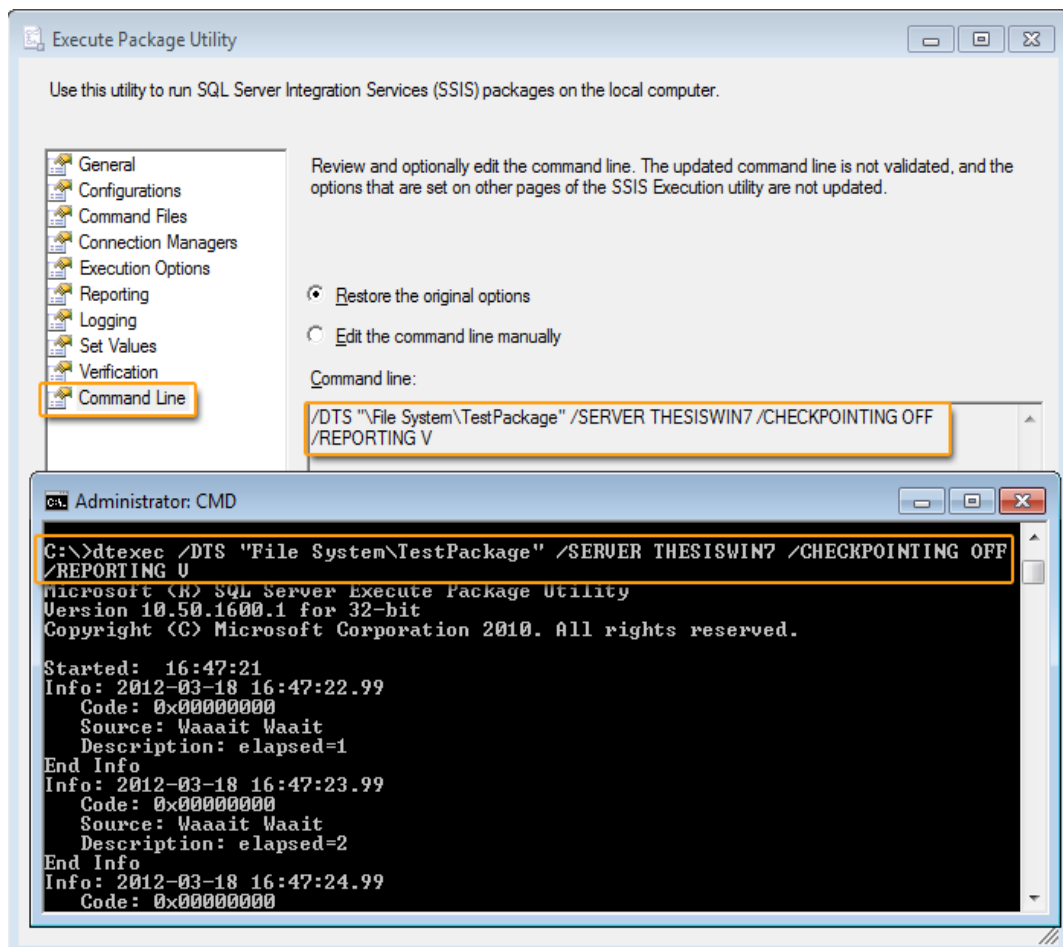 Execute Package Utility
Use this utility to run SQL Server Integration Services (SSIS) packages on the local computer.
General
Configurations
Command Files
Connection Managers
Execution Options
Reporting
Logging
Set Values
Verification
Command Line
Review and optionally edit the command line. The updated command line is not validated, and the
options that are set on other pages of the SSIS Execution utility are not updated.
Restore the original options
Edit the command line manually
Command line:
/DTS "\File System\TestPackage" /SERVER THESISWIN7 /CHECKPOINTING OFF
/REPORTING V
C:\.
Administrator: CMD
C:\>dtexec /DTS "File System\TestPackage" /SERVER THESISWIN7 /CHECKPOINTING OFF
/REPORTING V
Microsoft (R) SQL Server Execute Package Utility
Version 10.50.1600.1 for 32-bit
Copyright (C) Microsoft Corporation 2010. All rights reserved.
Started:  16:47:21
Info: 2012-03-18 16:47:22.99
   Code: 0x00000000
   Source: Waaait Waait
   Description: elapsed=1
End Info
Info: 2012-03-18 16:47:23.99
   Code: 0x00000000
   Source: Waaait Waait
   Description: elapsed=2
End Info
Info: 2012-03-18 16:47:24.99
   Code: 0x00000000